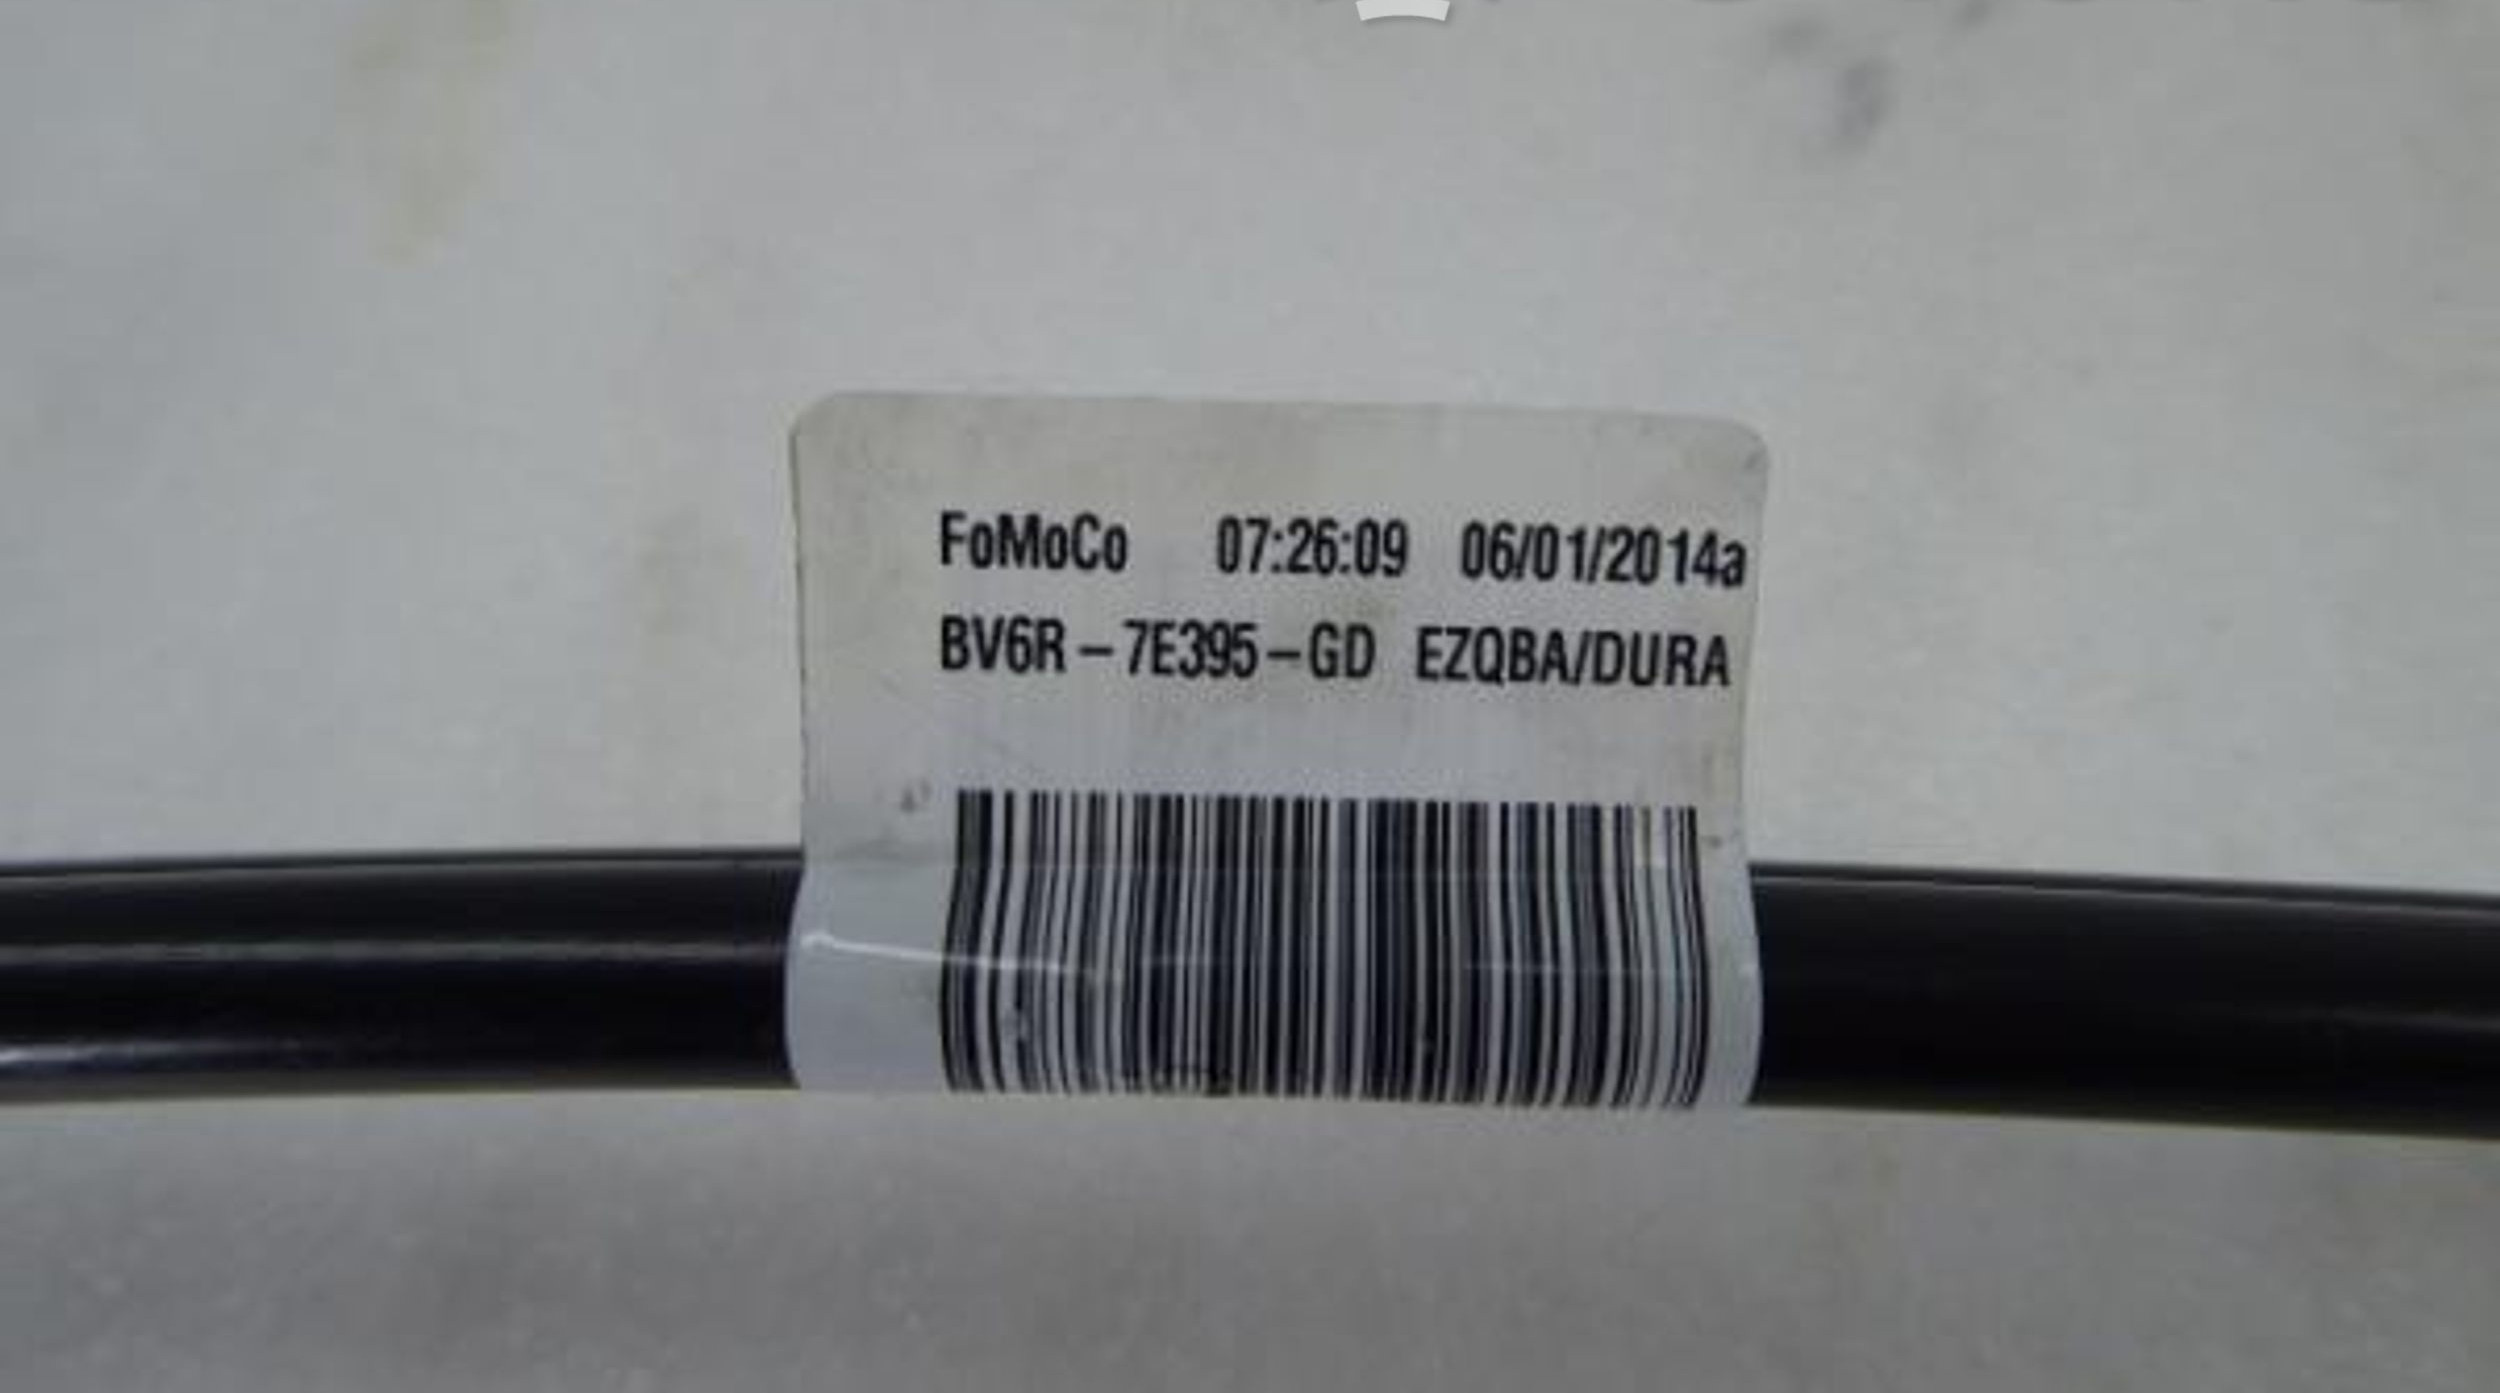 FoMoCo 07:26:09 06/01/2014a
BV6R-7E395-GD EZQBA/DURA